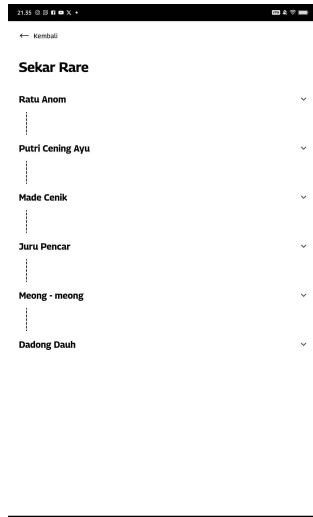 21.35
← Kembali
Sekar Rare
Ratu Anom
Putri Cening Ayu
Made Cenik
Juru Pencar
Meong - meong
Dadong Dauh